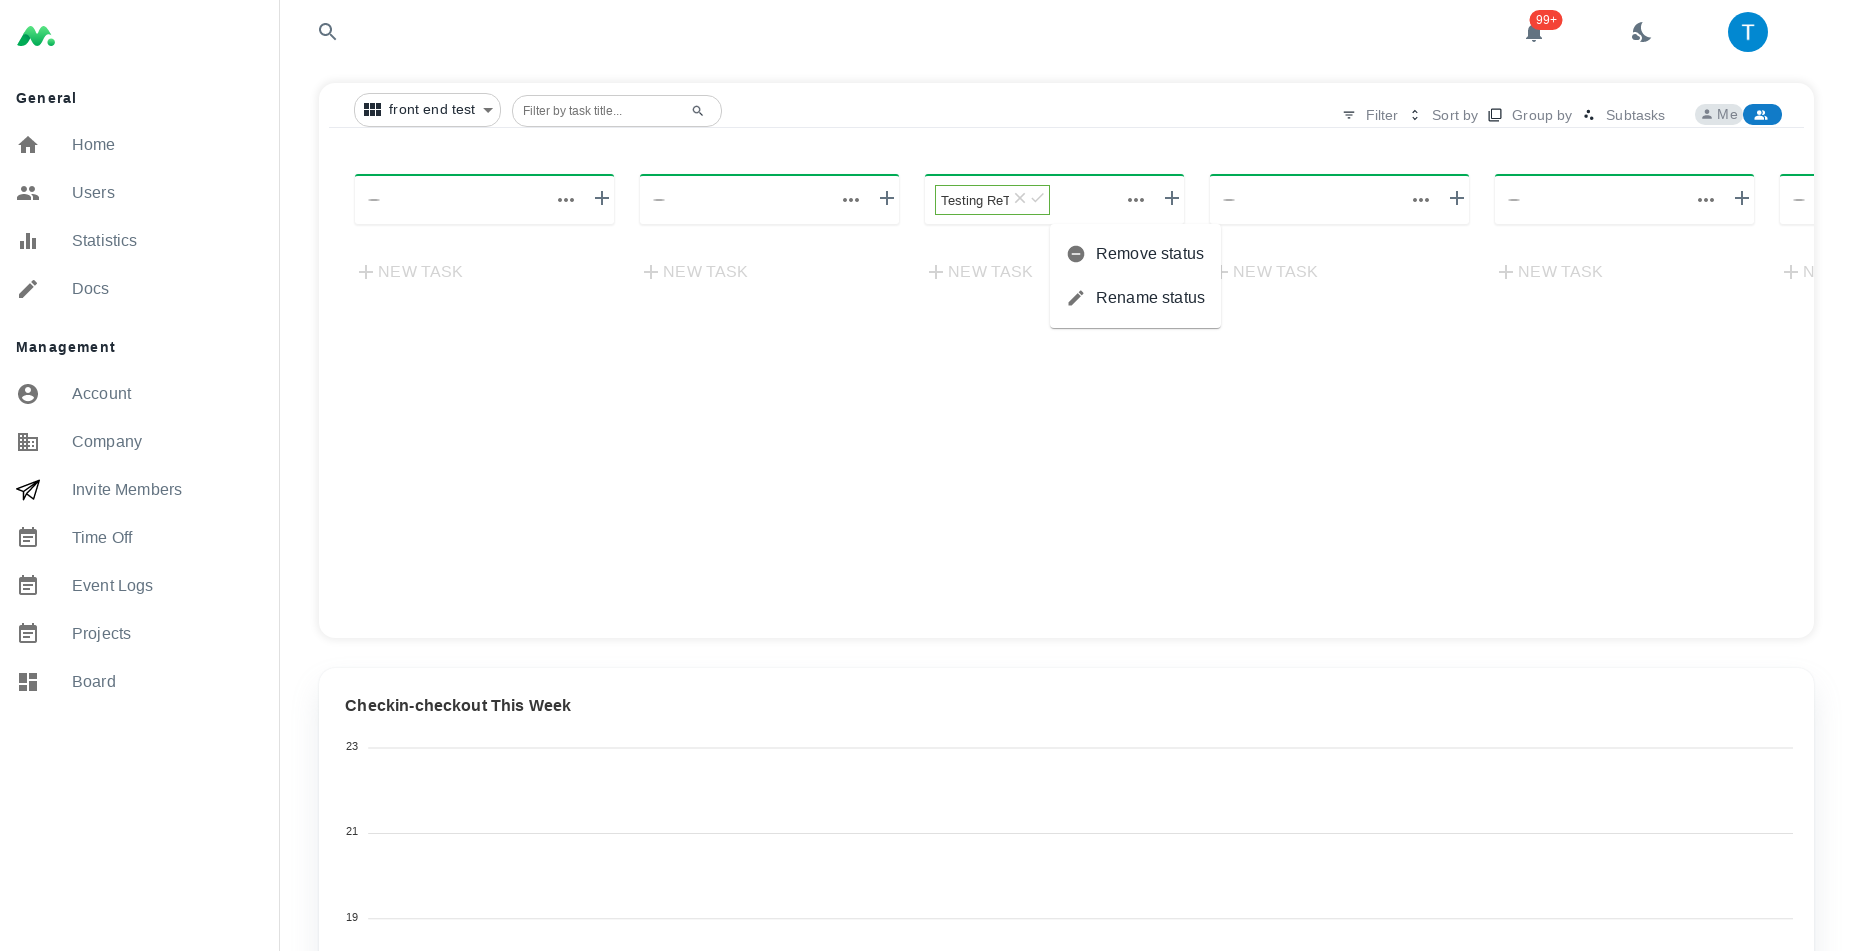 99+
T
General
Home
Users
Statistics
Docs
Management
Account
Company
Invite Members
Time Off
Event Logs
Projects
Board
front end test
Filter by task title...
Filter
Sort by
Group by
Subtasks
Me
Testing ReT
NEW TASK
NEW TASK
NEW TASK
NEW TASK
NEW TASK
Remove status
Rename status
Checkin-checkout This Week
23
21
19